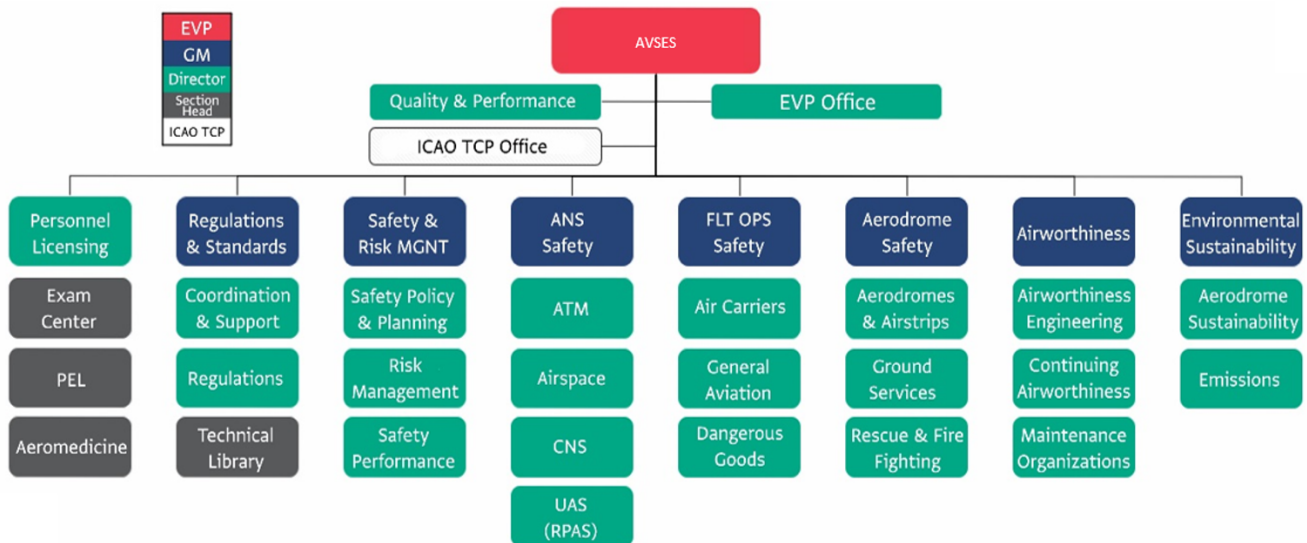 EVP
GM
Director
Section
Head
ICAO TCP
AVSES
Quality & Performance
EVP Office
ICAO TCP Office
Personnel
Licensing
Regulations
& Standards
Safety &
Risk MGNT
ANS
Safety
FLT OPS
Safety
Aerodrome
Safety
Airworthiness
Environmental
Sustainability
Exam
Center
Coordination
& Support
Safety Policy
& Planning
ATM
Air Carriers
Aerodromes
& Airstrips
Airworthiness
Engineering
Aerodrome
Sustainability
PEL
Regulations
Risk
Management
Airspace
General
Aviation
Ground
Services
Continuing
Airworthiness
Emissions
Aeromedicine
Technical
Library
Safety
Performance
CNS
Dangerous
Goods
Rescue & Fire
Fighting
Maintenance
Organizations
UAS
(RPAS)